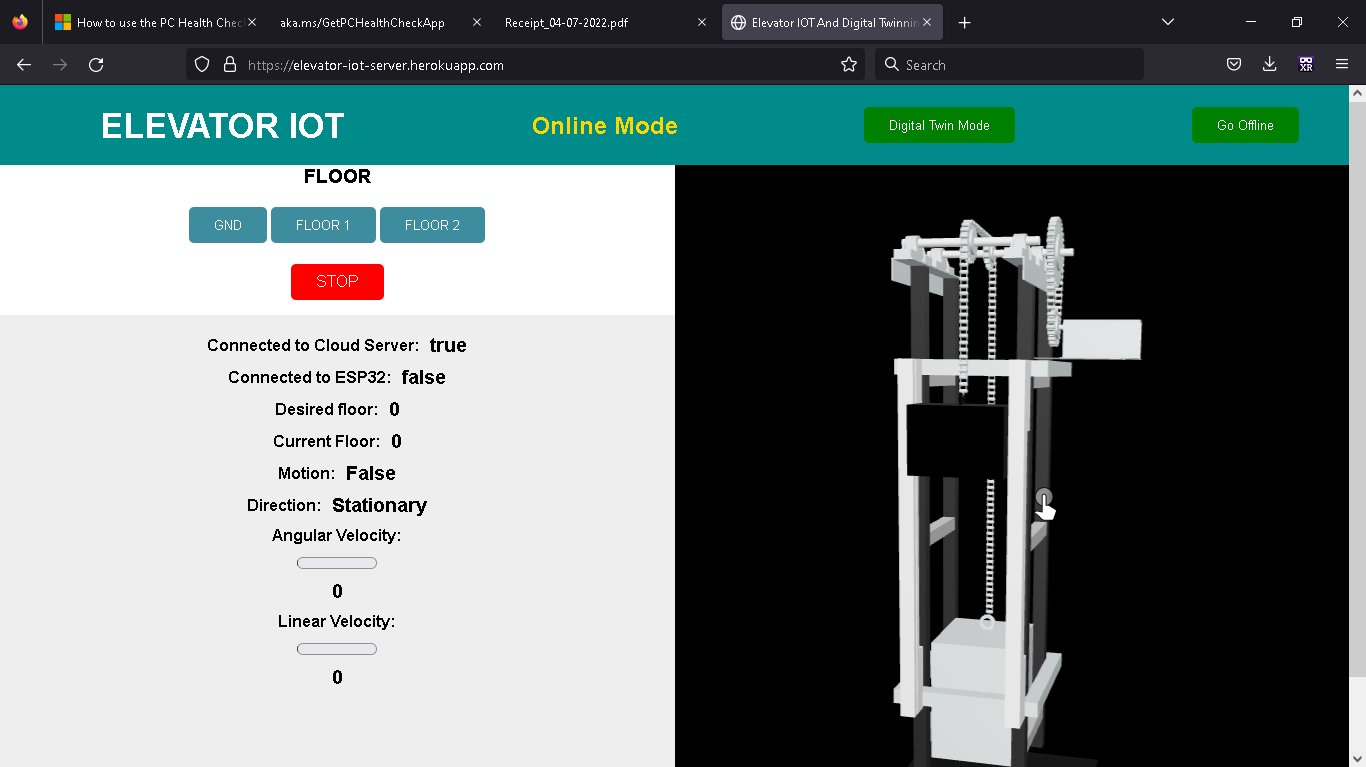 How to use the PC Health Chec
aka.ms/GetPCHealthCheckApp
Receipt_04-07-2022.pdf
Elevator IOT And Digital Twinnin
https://elevator-iot-server.herokuapp.com
Search
XR
ELEVATOR IOT
Online Mode
Digital Twin Mode
Go Offline
FLOOR
GND
FLOOR 1
FLOOR 2
STOP
Connected to Cloud Server: true
Connected to ESP32: false
Desired floor: 0
Current Floor: 0
Motion: False
Direction: Stationary
Angular Velocity:
0
Linear Velocity:
0